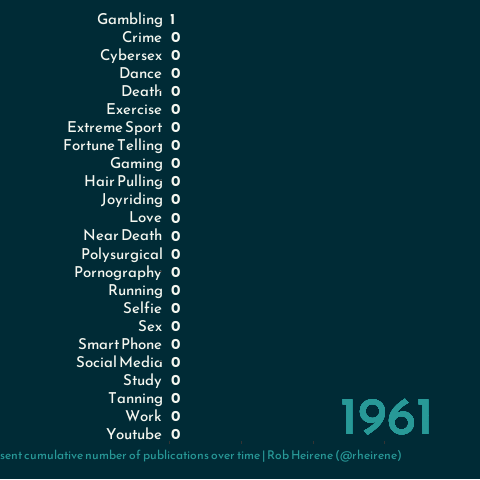 Gambling 1
Crime 0
Cybersex 0
Dance 0
Death 0
Exercise 0
Extreme Sport 0
Fortune Telling 0
Gaming 0
Hair Pulling 0
Joyriding 0
Love 0
Near Death 0
Polysurgical 0
Pornography 0
Running 0
Selfie 0
Sex 0
Smart Phone 0
Social Media 0
Study 0
Tanning 0
Work 0
Youtube 0
1961
sent cumulative number of publications over time | Rob Heirene (@rheirene)